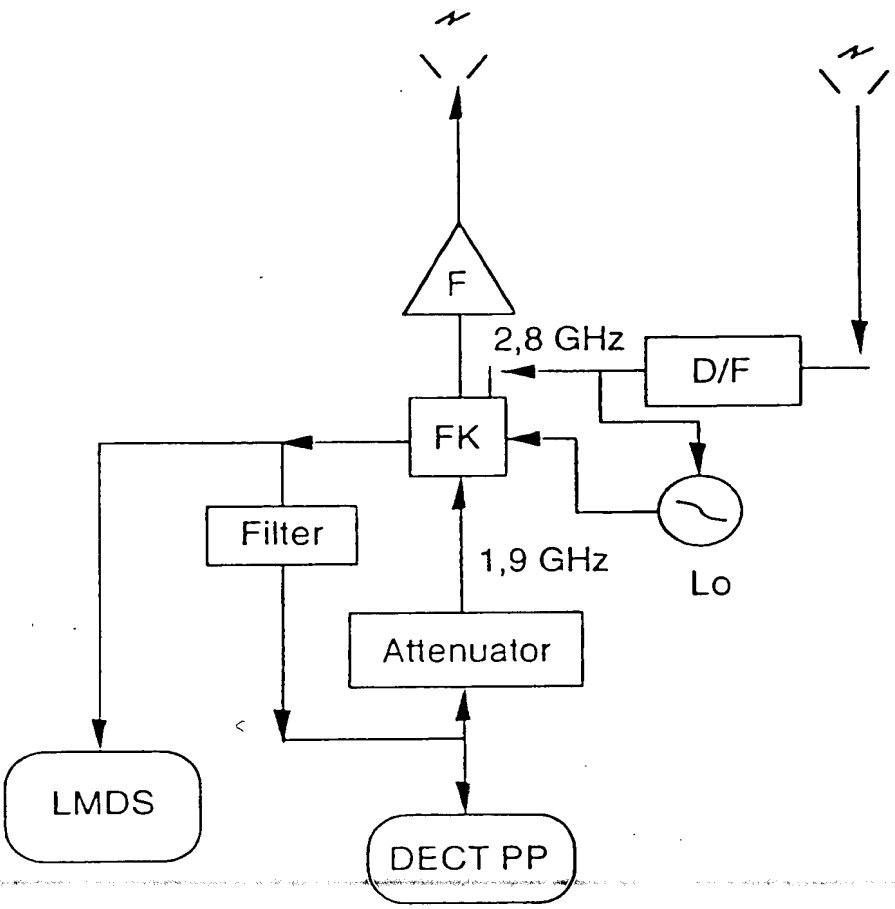 F
2,8 GHz
D/F
FK
Filter
1,9 GHz
Lo
Attenuator
LMDS
DECT PP